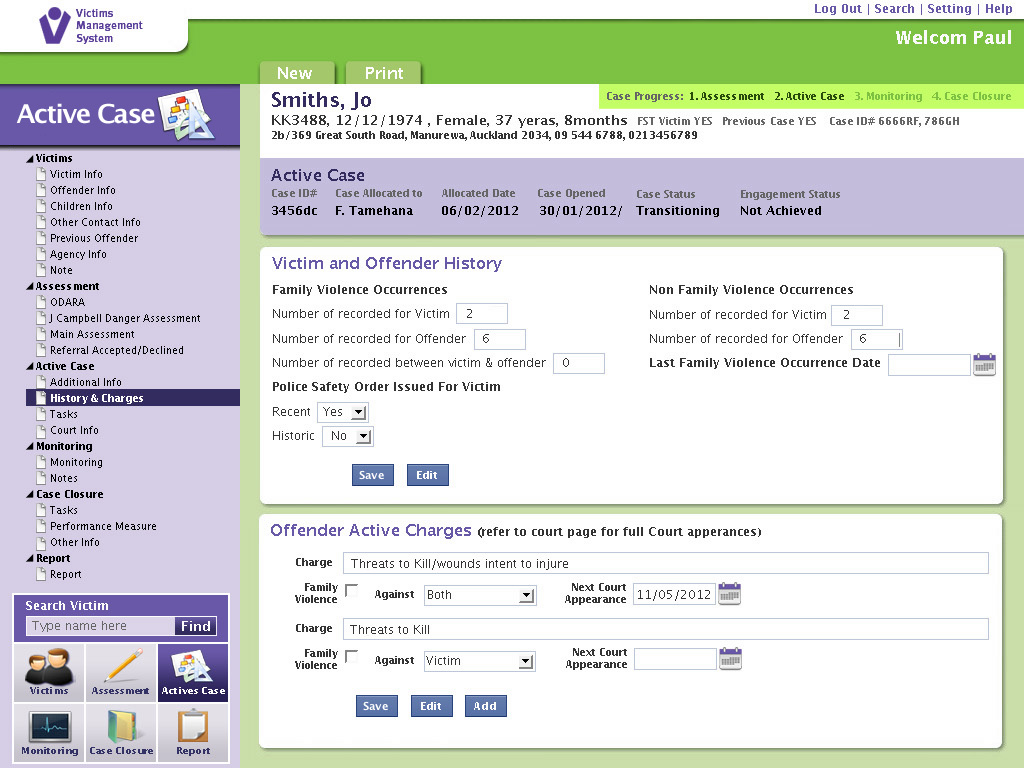 Victims
Management
System
Log Out | Search | Setting | Help
Welcom Paul
New
Print
Active Case
Smiths, Jo
Case Progress: 1. Assessment 2. Active Case 3. Monitoring 4. Case Closure
KK3488, 12/12/1974 , Female, 37 yeras, 8months FST Victim YES Previous Case YES Case ID# 6666RF, 786GH
2b/369 Great South Road, Manurewa, Auckland 2034, 09 544 6788, 0213456789
Active Case
Case ID# Case Allocated to Allocated Date Case Opened Case Status Engagement Status
3456dc F. Tamehana 06/02/2012 30/01/2012/ Transitioning Not Achieved
Victims
Victim Info
Offender Info
Children Info
Other Contact Info
Previous Offender
Agency Info
Note
Assessment
ODARA
J Campbell Danger Assessment
Main Assessment
Referral Accepted/Declined
Active Case
Additional Info
History & Charges
Tasks
Court Info
Monitoring
Monitoring
Notes
Case Closure
Tasks
Performance Measure
Other Info
Report
Report
Search Victim
Type name here Find
Victims Assessment Actives Case
Monitoring Case Closure Report
Victim and Offender History
Family Violence Occurrences
Number of recorded for Victim 2
Number of recorded for Offender 6
Number of recorded between victim & offender 0
Police Safety Order Issued For Victim
Recent Yes
Historic No
Non Family Violence Occurrences
Number of recorded for Victim 2
Number of recorded for Offender 6
Last Family Violence Occurrence Date
Save Edit
Offender Active Charges (refer to court page for full Court apperances)
Charge Threats to Kill/wounds intent to injure
Family
Violence
Against Both
Next Court
Appearance
11/05/2012
Charge Threats to Kill
Family
Violence
Against Victim
Next Court
Appearance
Save Edit Add